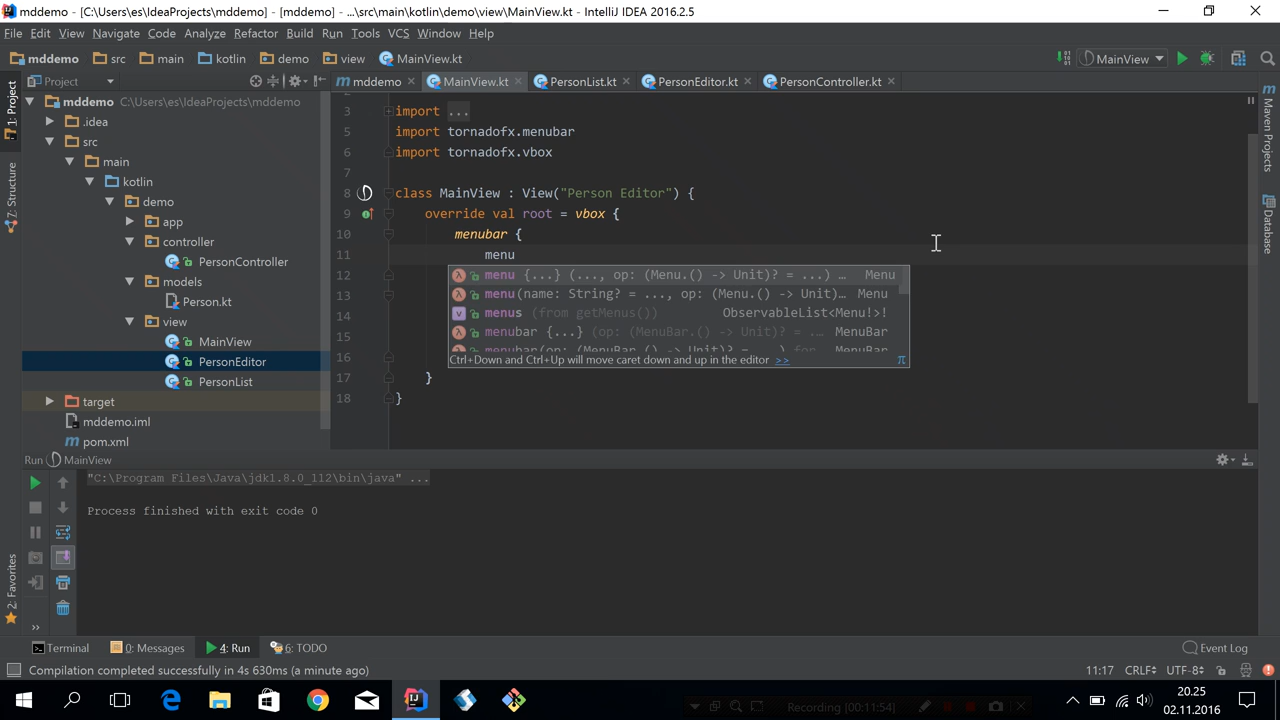 mddemo - [C:\Users\es\IdeaProjects\mddemo] - [mddemo] - ...\src\main\kotlin\demo\view\MainView.kt - IntelliJ IDEA 2016.2.5
File Edit View Navigate Code Analyze Refactor Build Run Tools VCS Window Help
mddemo src main kotlin demo view MainView.kt MainView
Project mddemo MainView.kt PersonList.kt PersonEditor.kt PersonController.kt
1: Project
Z: Structure
2: Favorites
Maven Projects
Database
mddemo C:\Users\es\IdeaProjects\mddemo
.idea
src
main
kotlin
demo
app
controller
PersonController
models
Person.kt
view
MainView
PersonEditor
PersonList
target
mddemo.iml
pom.xml
3 import ...
5 import tornadofx.menubar
6 import tornadofx.vbox
7
8 class MainView : View("Person Editor") {
9 override val root = vbox {
10 menubar {
11 menu
12 menu {...} (..., op: (Menu.() -> Unit)? = ...) … Menu
13 menu(name: String? = ..., op: (Menu.() -> Unit)… Menu
14 menus (from getMenus()) ObservableList<Menu!>!
15 menubar {...} (op: (MenuBar.() -> Unit)? = ... MenuBar
menubar(op: (MenuBar.() -> Unit)? = ...) for MenuBar
16 Ctrl+Down and Ctrl+Up will move caret down and up in the editor >> π
17 }
18 }
Run MainView
"C:\Program Files\Java\jdk1.8.0_112\bin\java" ...
Process finished with exit code 0
>>
Terminal 0: Messages 4: Run 6: TODO Event Log
Compilation completed successfully in 4s 630ms (a minute ago) 11:17 CRLF UTF-8
Recording (00:11:54)
20.25
02.11.2016